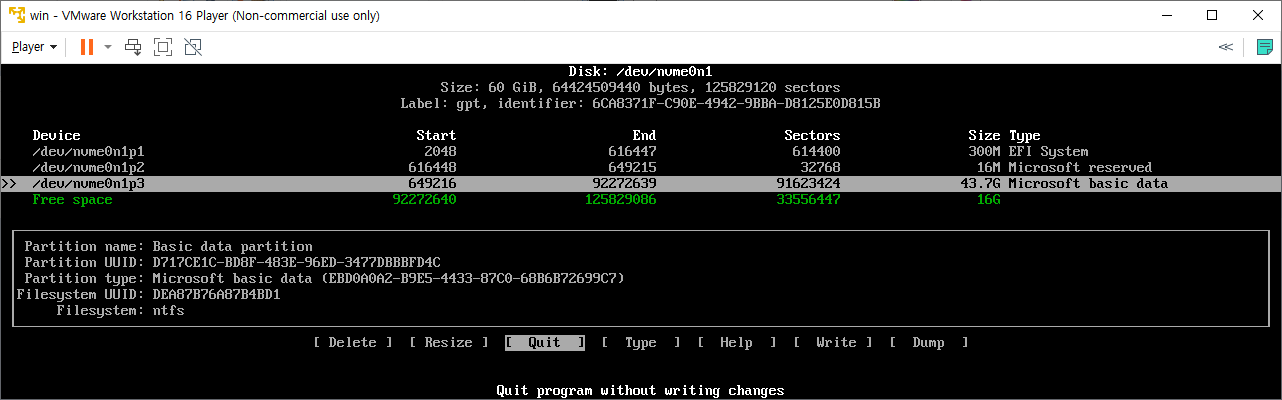 win - VMware Workstation 16 Player (Non-commercial use only)
Player
Disk: /dev/nvme0n1
Size: 60 GiB, 64424509440 bytes, 125829120 sectors
Label: gpt, identifier: 6CA8371F-C90E-4942-9BBA-D8125E0D815B
Device Start End Sectors Size Type
/dev/nvme0n1p1 2048 616447 614400 300M EFI System
/dev/nvme0n1p2 616448 649215 32768 16M Microsoft reserved
>> /dev/nvme0n1p3 649216 92272639 91623424 43.7G Microsoft basic data
Free space 92272640 125829086 33556447 16G
Partition name: Basic data partition
Partition UUID: D717CE1C-BD8F-483E-96ED-3477DBBBFD4C
Partition type: Microsoft basic data (EBD0A0A2-B9E5-4433-87C0-68B6B72699C7)
Filesystem UUID: DEA87B76A87B4BD1
Filesystem: ntfs
[ Delete ] [ Resize ] [ Quit ] [ Type ] [ Help ] [ Write ] [ Dump ]
Quit program without writing changes